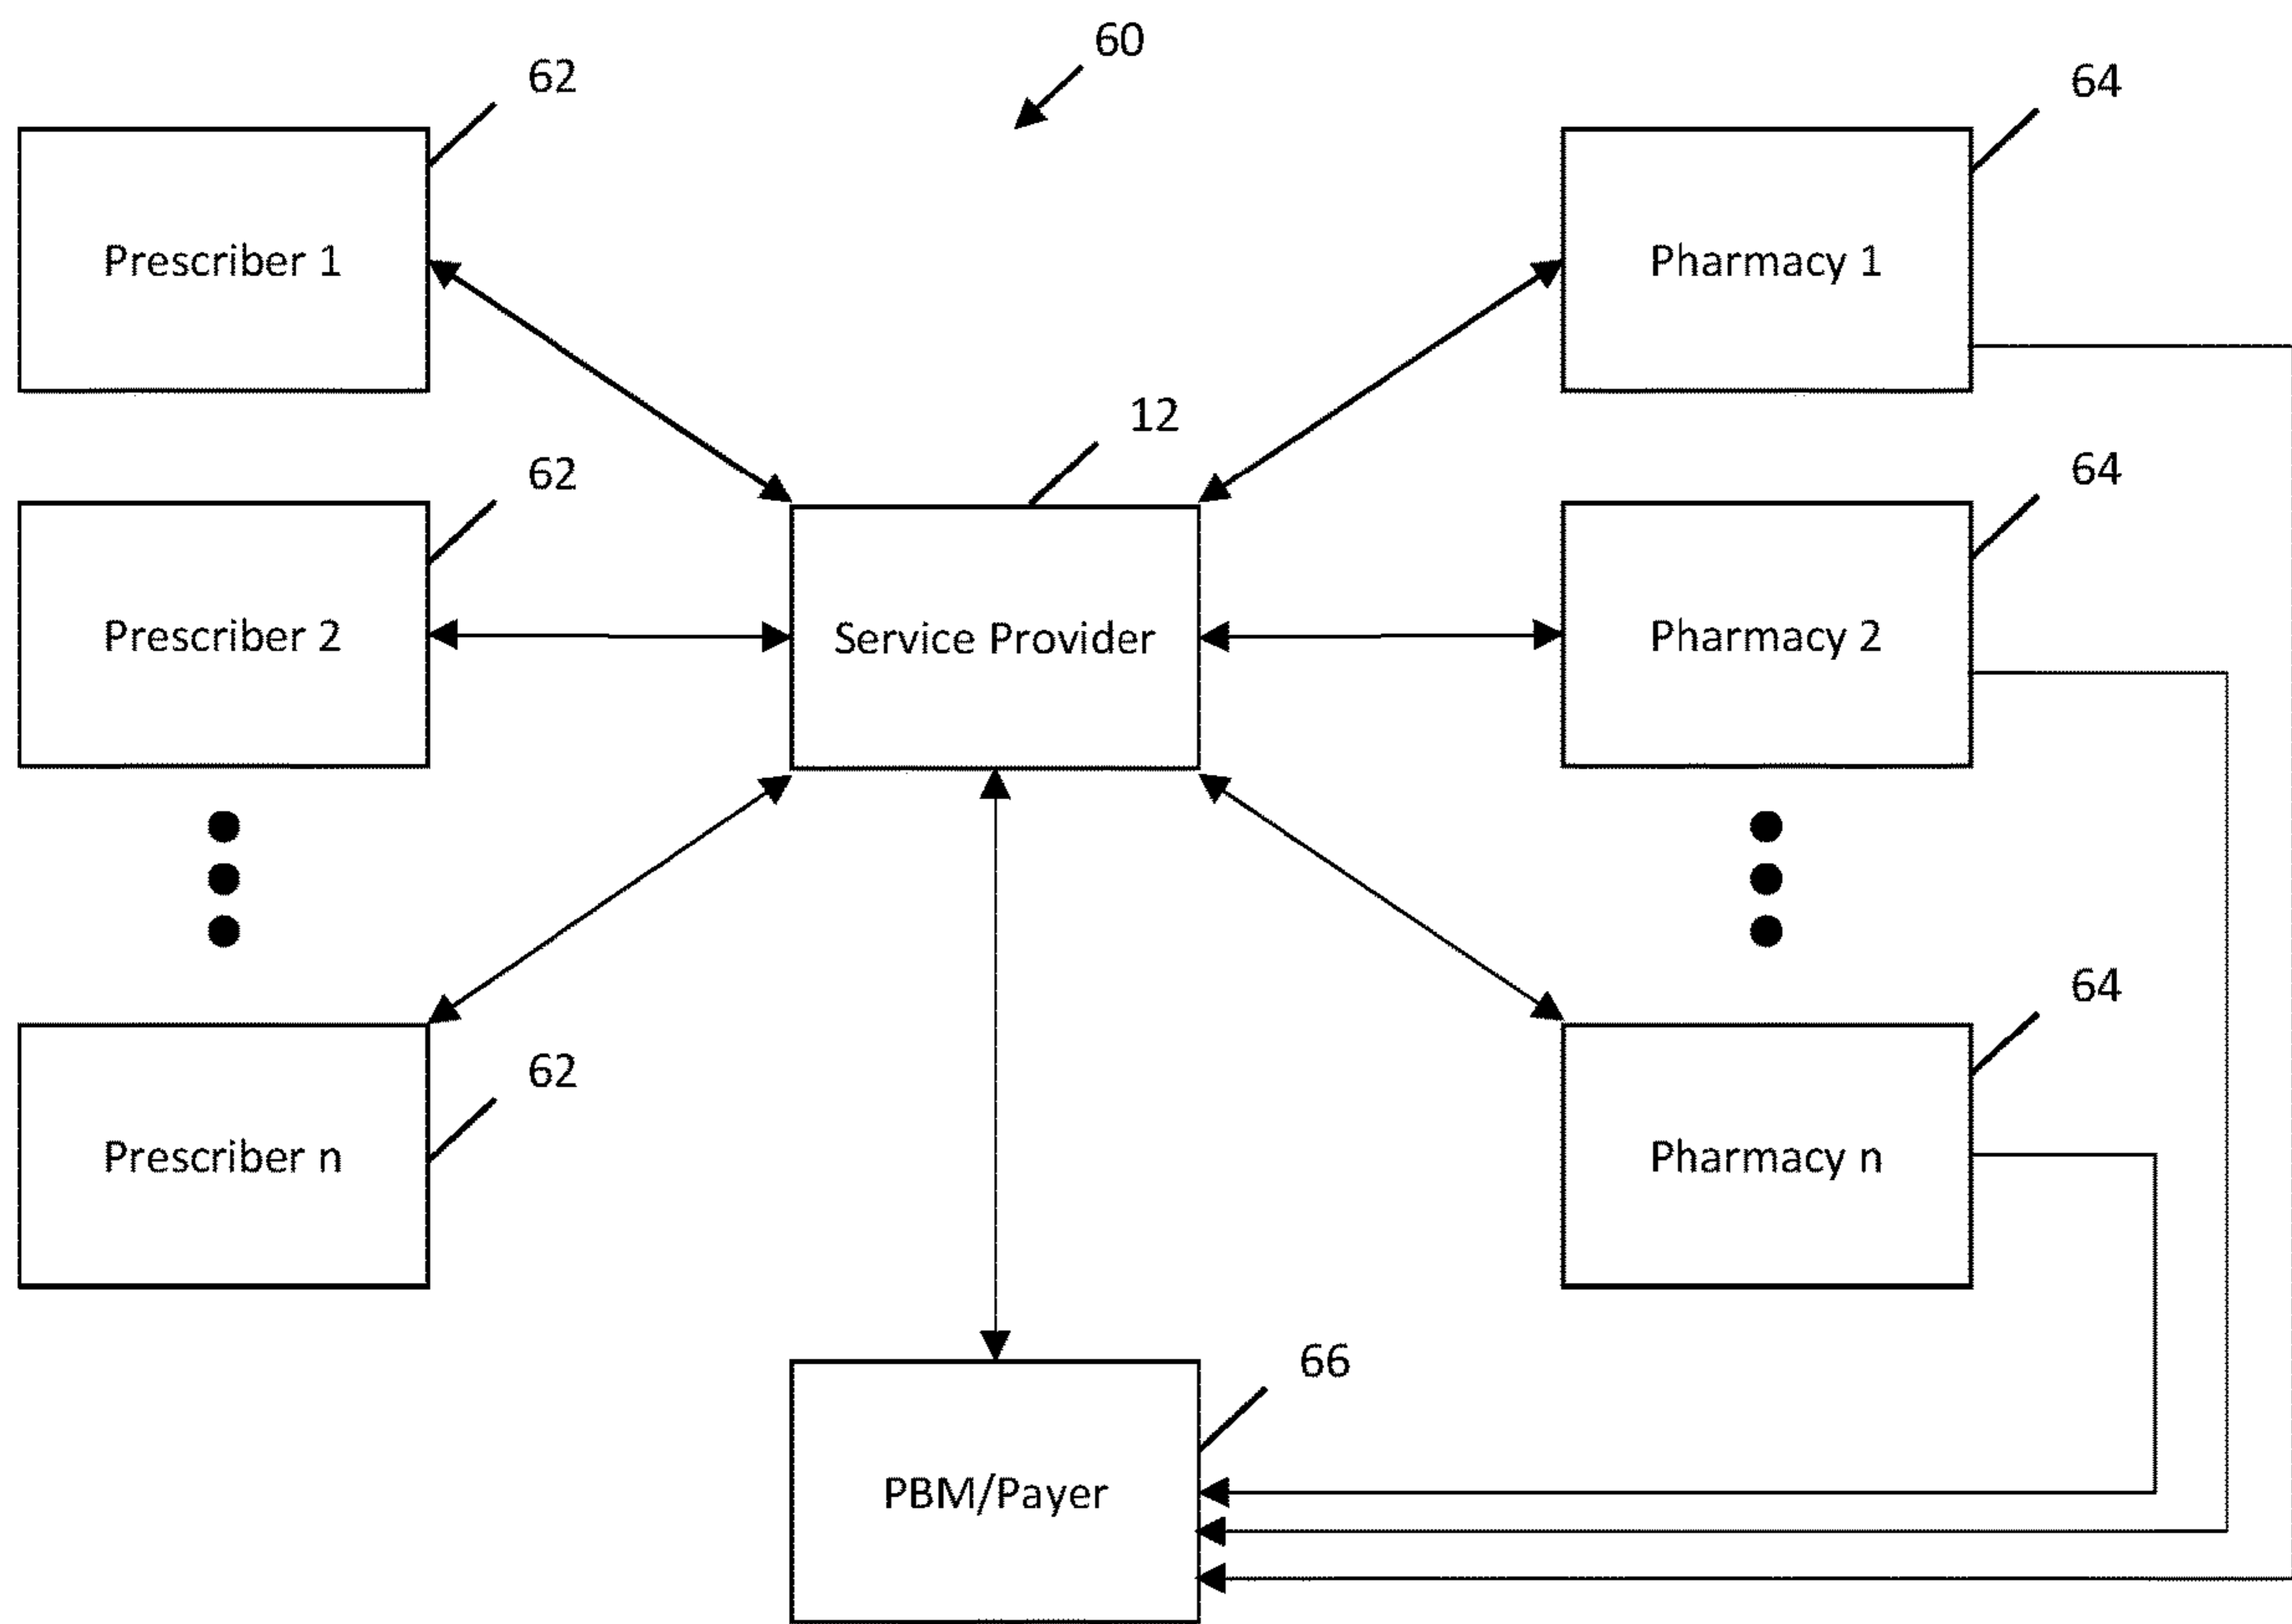 60
62
64
Prescriber 1
Pharmacy 1
12
62
64
Prescriber 2
Service Provider
Pharmacy 2
64
62
Prescriber n
Pharmacy n
66
PBM/Payer